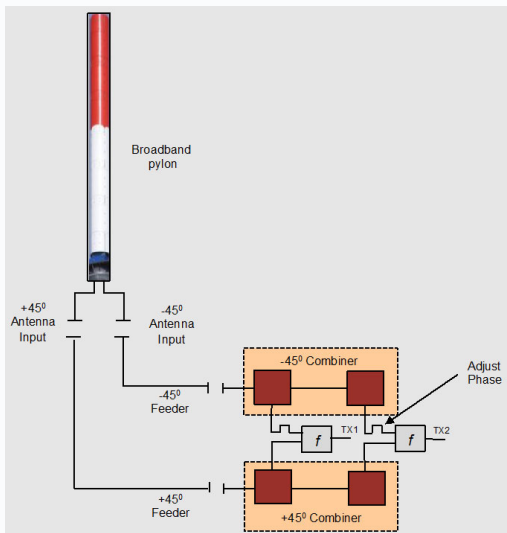 Broadband
pylon
+45⁰
Antenna
Input
-45⁰
Antenna
Input
-45⁰ Combiner
Adjust
Phase
-45⁰
Feeder
TX1
TX2
f
f
+45⁰
Feeder
+45⁰ Combiner